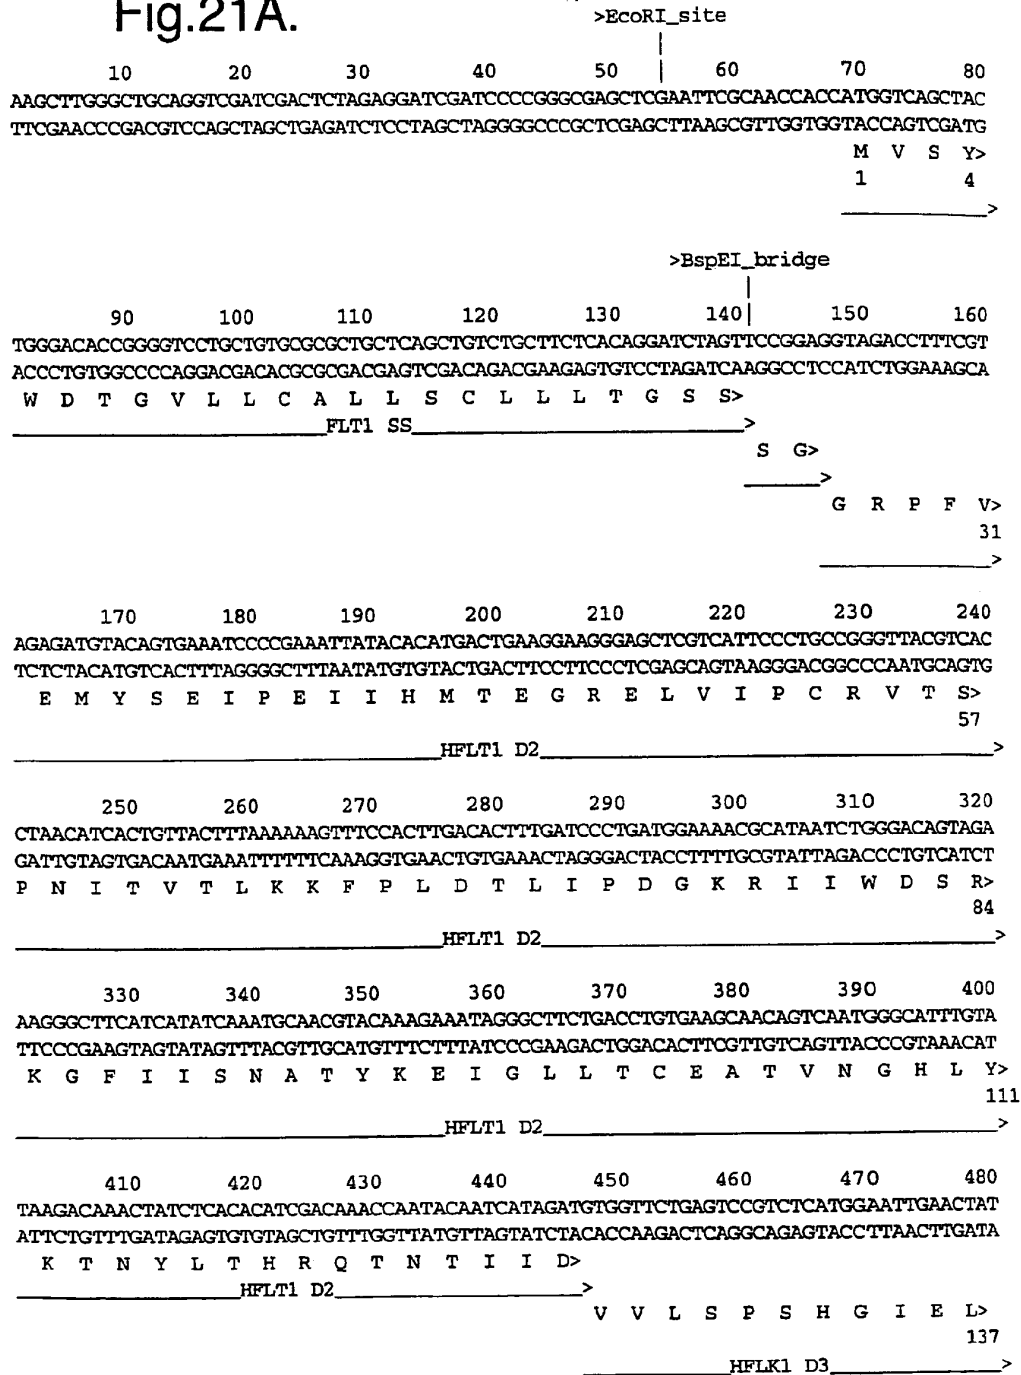 Fig.21A.
>EcoRI_site
10 20 30 40 50 60 70 80
AAGCTTGGGCTGCAGGTCGATCGACTCTAGAGGATCGATCCCCGGGCGAGCTCGAATTCGCAACCACCATGGTCAGCTAC
TTCGAACCCGACGTCCAGCTAGCTGAGATCTCCTAGCTAGGGGCCCGCTCGAGCTTAAGCGTTGGTGGTACCAGTCGATG
M V S Y>
1 4
>
>BspEI_bridge
90 100 110 120 130 140 150 160
TGGGACACCGGGGTCCTGCTGTGCGCGCTGCTCAGCTGTCTGCTTCTCACAGGATCTAGTTCCGGAGGTAGACCTTTCGT
ACCCTGTGGCCCCAGGACGACACGCGCGACGAGTCGACAGACGAAGAGTGTCCTAGATCAAGGCCTCCATCTGGAAAGCA
W D T G V L L C A L L S C L L L T G S S>
FLT1 SS >
S G>
>
G R P F V>
31
>
170 180 190 200 210 220 230 240
AGAGATGTACAGTGAAATCCCCGAAATTATACACATGACTGAAGGAAGGGAGCTCGTCATTCCCTGCCGGGTTACGTCAC
TCTCTACATGTCACTTTAGGGGCTTTAATATGTGTACTGACTTCCTTCCCTCGAGCAGTAAGGGACGGCCCAATGCAGTG
E M Y S E I P E I I H M T E G R E L V I P C R V T S>
57
HFLT1 D2 >
250 260 270 280 290 300 310 320
CTAACATCACTGTTACTTTAAAAAAGTTTCCACTTGACACTTTGATCCCTGATGGAAAACGCATAATCTGGGACAGTAGA
GATTGTAGTGACAATGAAATTTTTTCAAAGGTGAACTGTGAAACTAGGGACTACCTTTTGCGTATTAGACCCTGTCATCT
P N I T V T L K K F P L D T L I P D G K R I I W D S R>
84
HFLT1 D2 >
330 340 350 360 370 380 390 400
AAGGGCTTCATCATATCAAATGCAACGTACAAAGAAATAGGGCTTCTGACCTGTGAAGCAACAGTCAATGGGCATTTGTA
TTCCCGAAGTAGTATAGTTTACGTTGCATGTTTCTTTATCCCGAAGACTGGACACTTCGTTGTCAGTTACCCGTAAACAT
K G F I I S N A T Y K E I G L L T C E A T V N G H L Y>
111
HFLT1 D2 >
410 420 430 440 450 460 470 480
TAAGACAAACTATCTCACACATCGACAAACCAATACAATCATAGATGTGGTTCTGAGTCCGTCTCATGGAATTGAACTAT
ATTCTGTTTGATAGAGTGTGTAGCTGTTTGGTTATGTTAGTATCTACACCAAGACTCAGGCAGAGTACCTTAACTTGATA
K T N Y L T H R Q T N T I I D>
HFLT1 D2 >
V V L S P S H G I E L>
137
HFLK1 D3 >